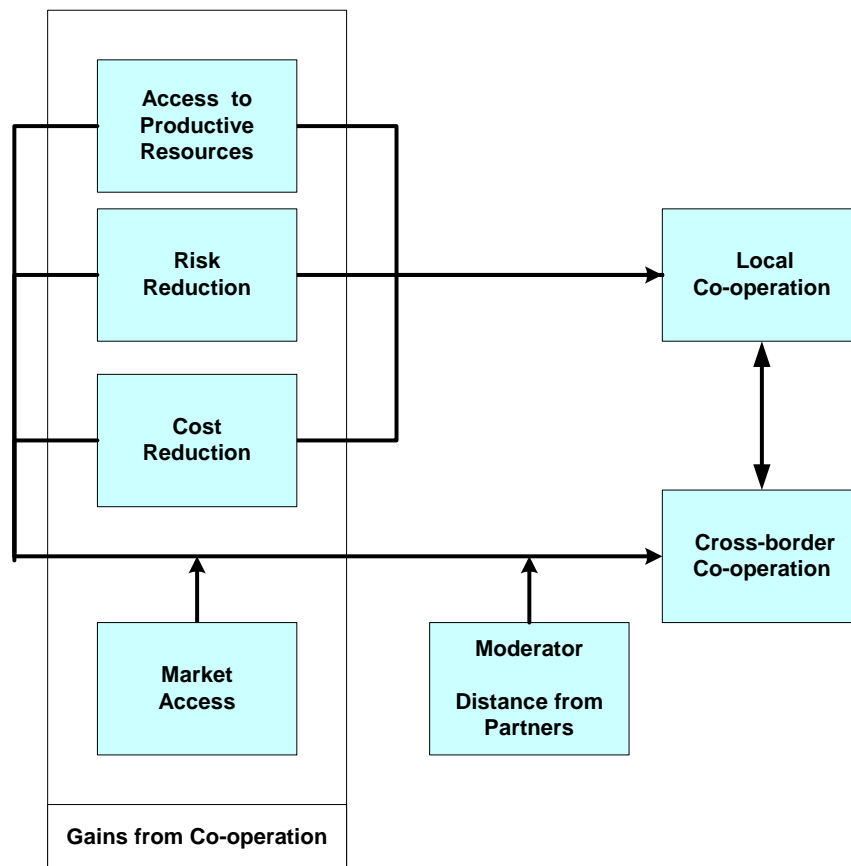 Access to
Productive
Resources
Risk
Reduction
Local
Co-operation
Cost
Reduction
Cross-border
Co-operation
Market
Access
Moderator
Distance from
Partners
Gains from Co-operation